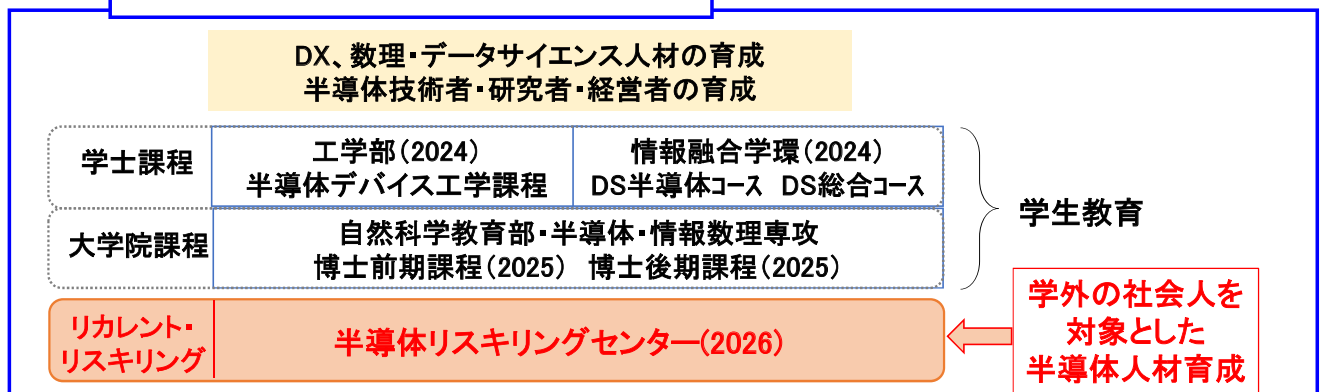 DX、数理・データサイエンス人材の育成
半導体技術者・研究者・経営者の育成
学士課程
工学部(2024)
半導体デバイス工学課程
情報融合学環(2024)
DS半導体コース DS総合コース
大学院課程
自然科学教育部・半導体・情報数理専攻
博士前期課程(2025) 博士後期課程(2025)
学生教育
リカレント・
リスキリング
半導体リスキリングセンター(2026)
学外の社会人を
対象とした
半導体人材育成